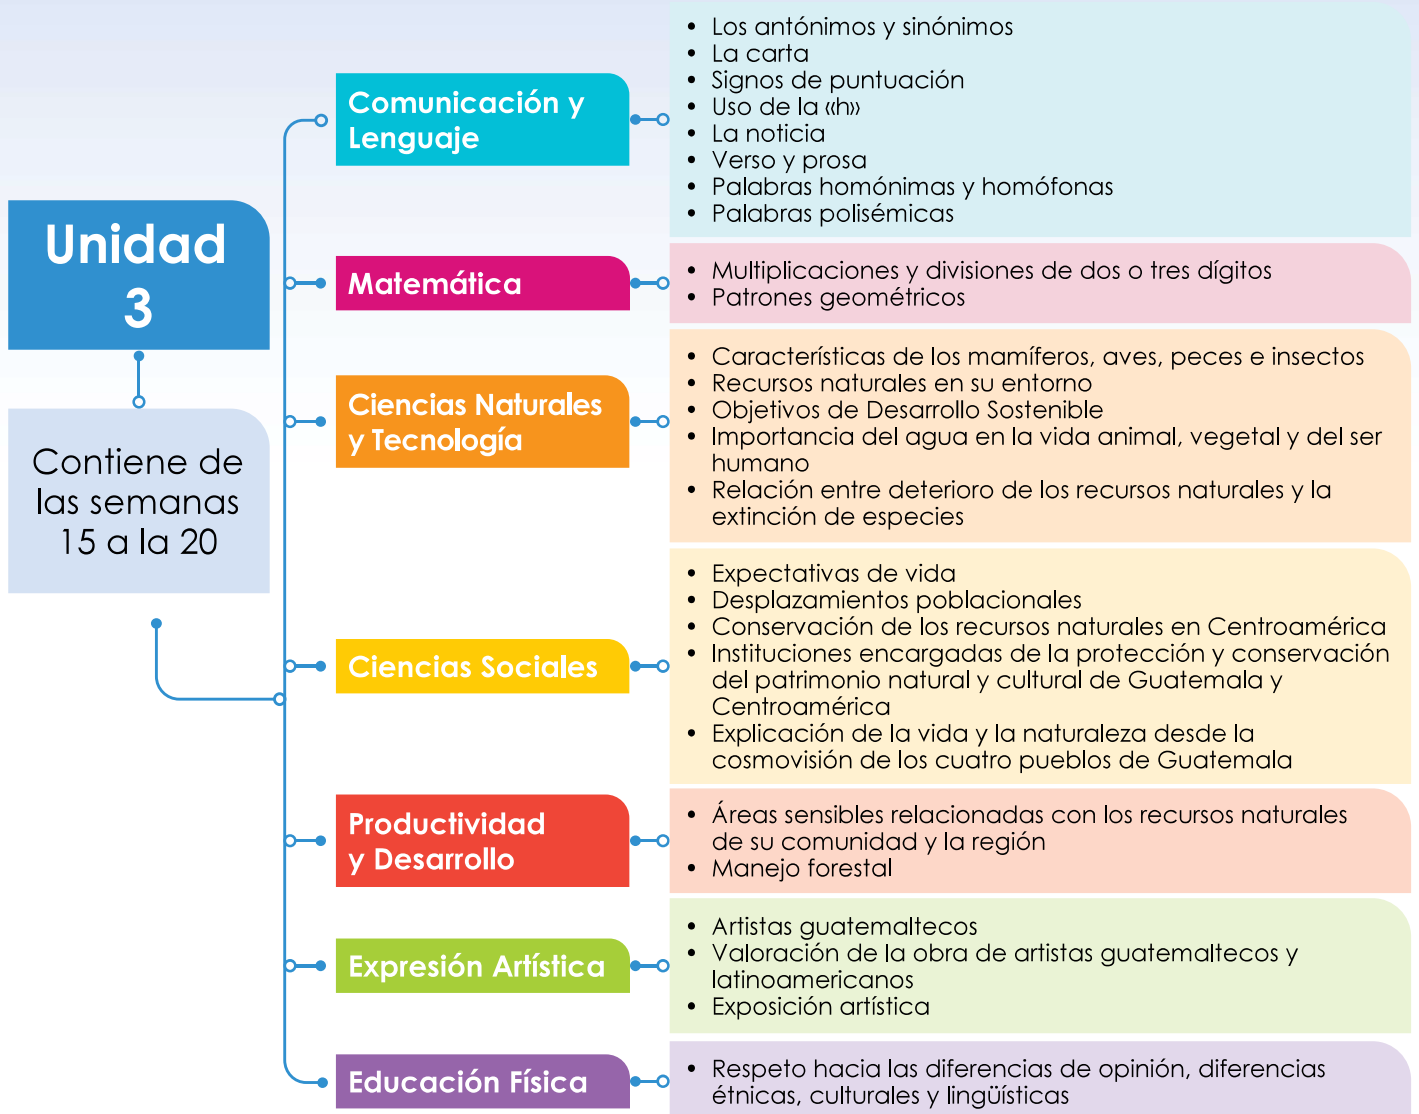 Unidad
3
Contiene de
las semanas
15 a la 20
Comunicación y
Lenguaje
• Los antónimos y sinónimos
• La carta
• Signos de puntuación
• Uso de la «h»
• La noticia
• Verso y prosa
• Palabras homónimas y homófonas
• Palabras polisémicas
Matemática
• Multiplicaciones y divisiones de dos o tres dígitos
• Patrones geométricos
Ciencias Naturales
y Tecnología
• Características de los mamíferos, aves, peces e insectos
• Recursos naturales en su entorno
• Objetivos de Desarrollo Sostenible
• Importancia del agua en la vida animal, vegetal y del ser
humano
• Relación entre deterioro de los recursos naturales y la
extinción de especies
Ciencias Sociales
• Expectativas de vida
• Desplazamientos poblacionales
• Conservación de los recursos naturales en Centroamérica
• Instituciones encargadas de la protección y conservación
del patrimonio natural y cultural de Guatemala y
Centroamérica
• Explicación de la vida y la naturaleza desde la
cosmovisión de los cuatro pueblos de Guatemala
Productividad
y Desarrollo
• Áreas sensibles relacionadas con los recursos naturales
de su comunidad y la región
• Manejo forestal
Expresión Artística
• Artistas guatemaltecos
• Valoración de la obra de artistas guatemaltecos y
latinoamericanos
• Exposición artística
Educación Física
• Respeto hacia las diferencias de opinión, diferencias
étnicas, culturales y lingüísticas